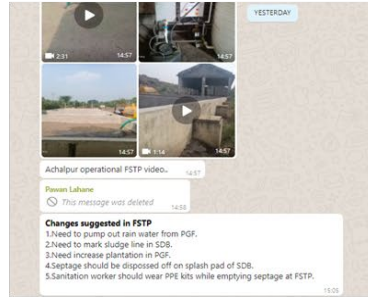 YESTERDAY
2:31
14:57
14:57
14:57
1:14
14:57
Achalpur operational FSTP video..
14:57
Pawan Lahane
This message was deleted
14:58
Changes suggested in FSTP
1.Need to pump out rain water from PGF.
2.Need to mark sludge line in SDB.
3.Need increase plantation in PGF.
4.Septage should be dispossed off on splash pad of SDB.
5.Sanitation worker should wear PPE kits while emptying septage at FSTP.
15:09